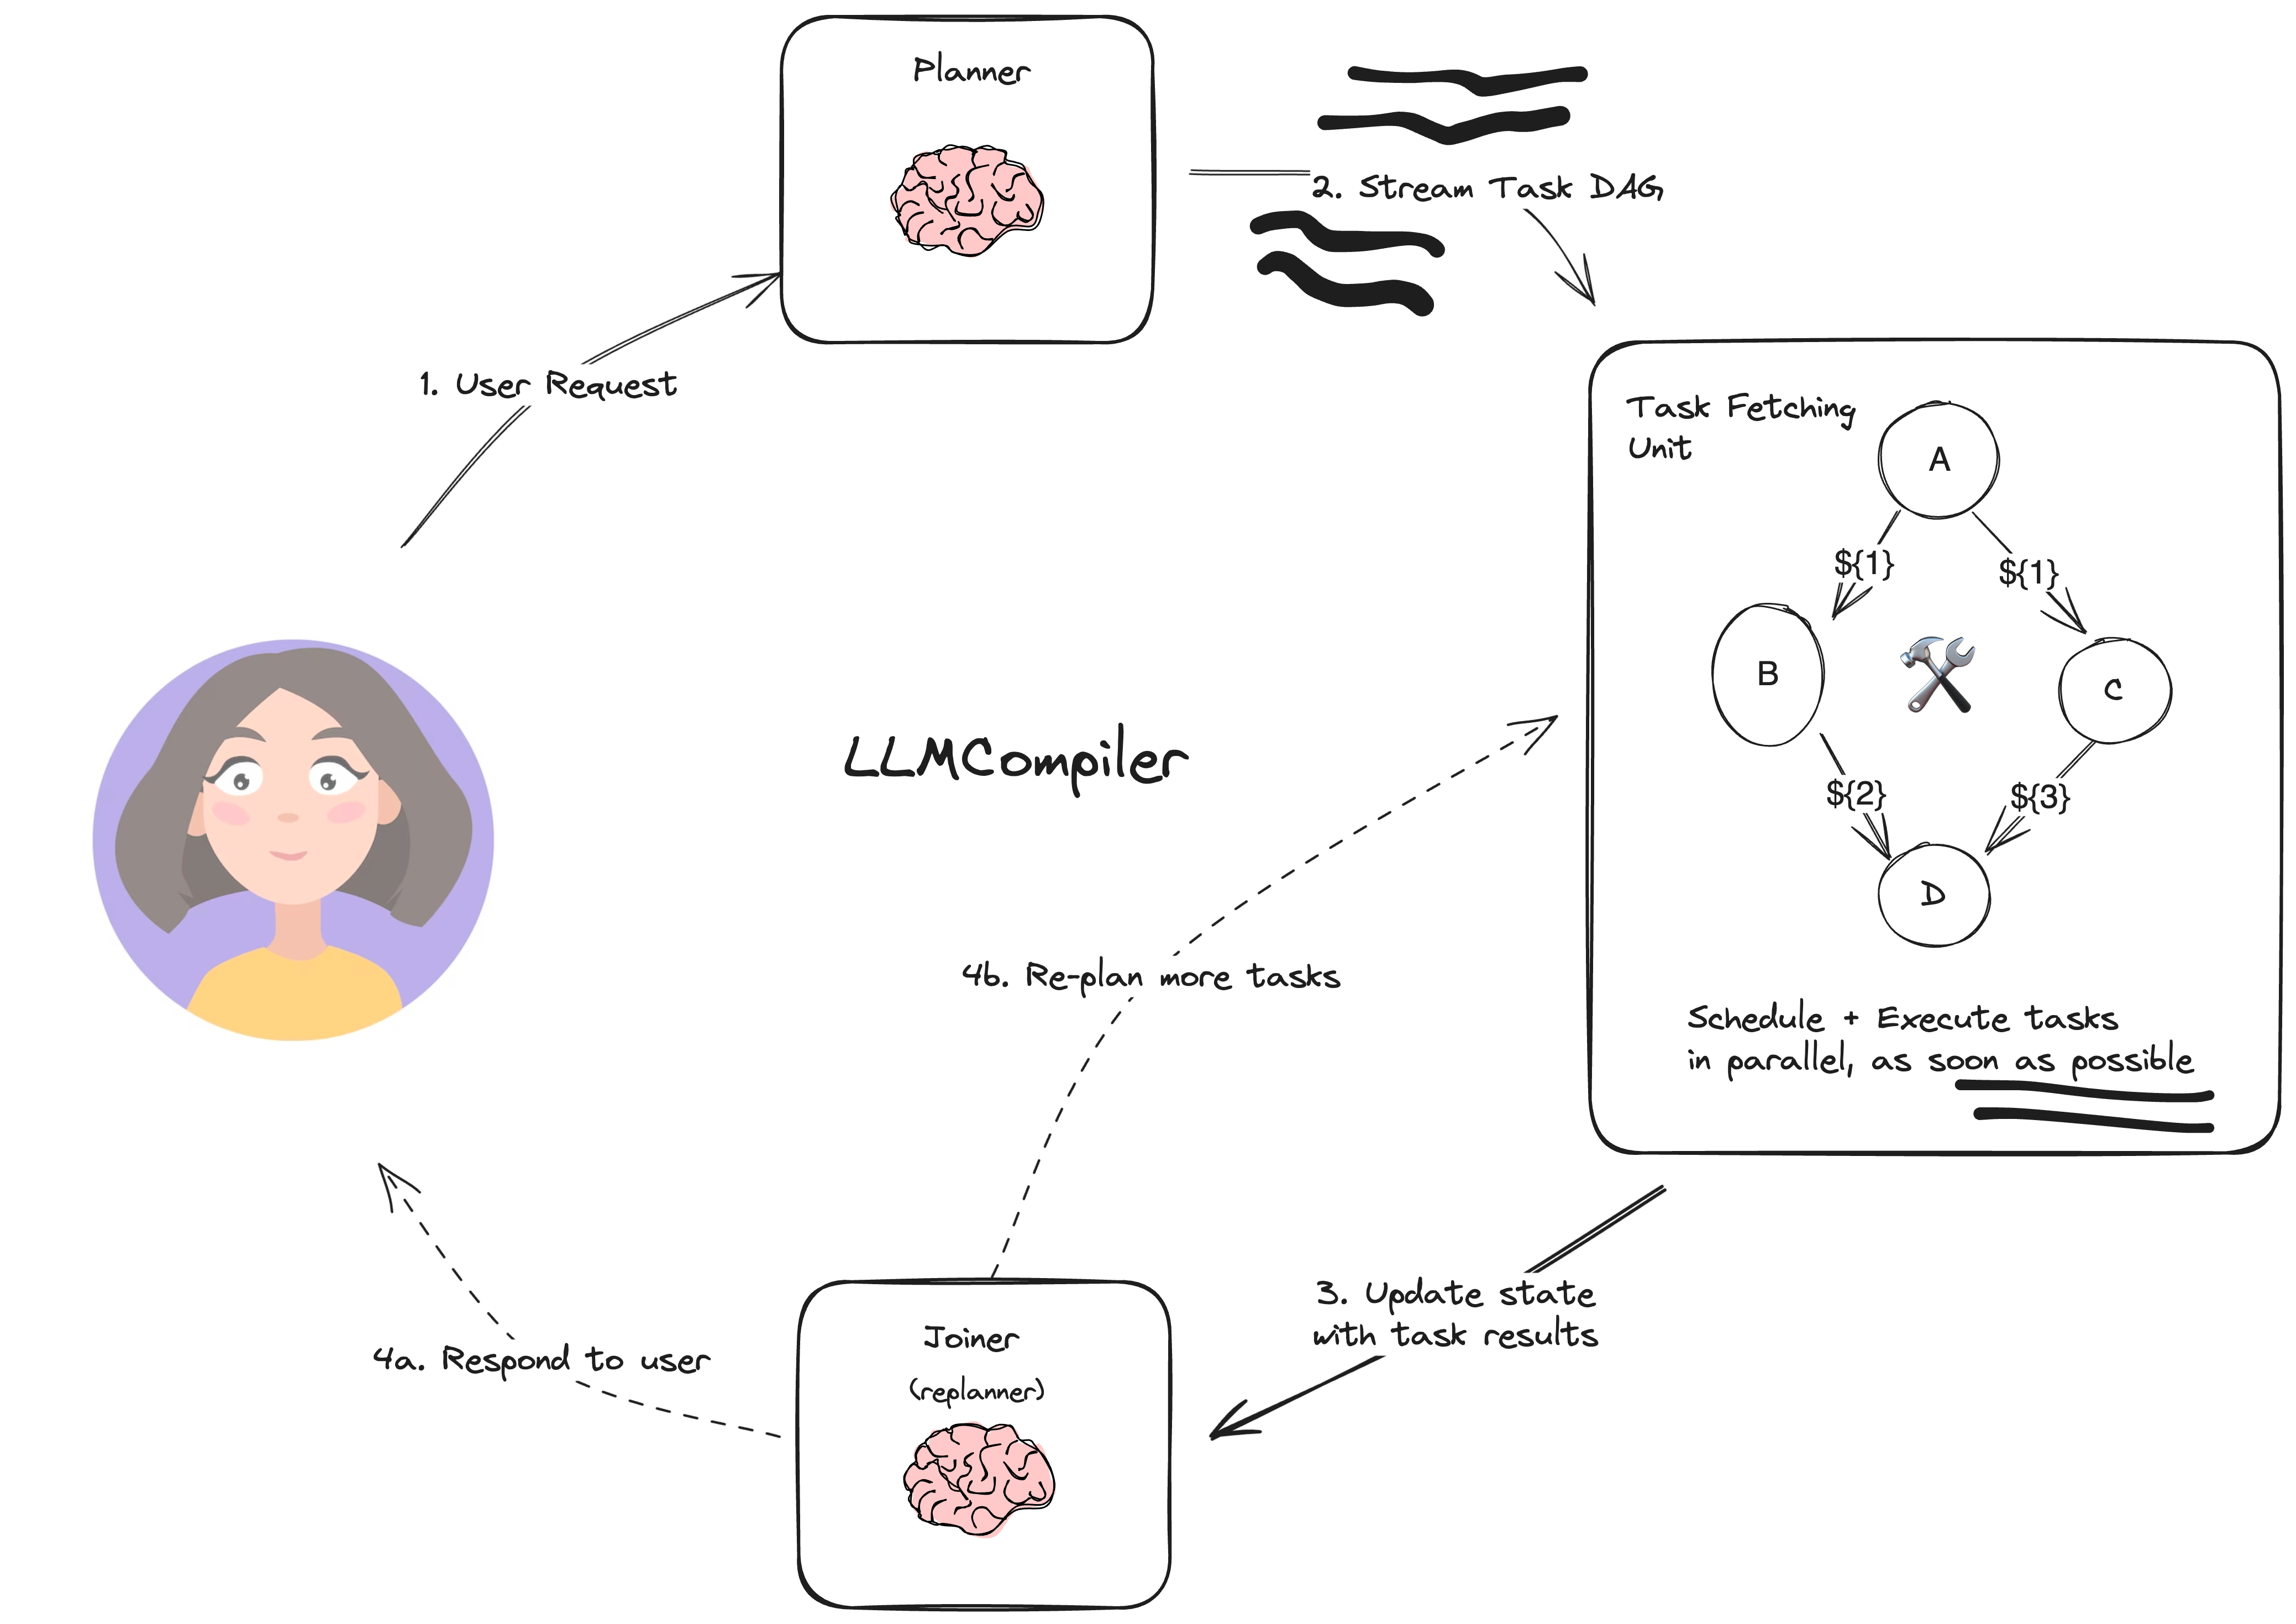 Planner
2. Stream Task DAG
1. User Request
Task Fetching
Unit
A
${1}
${1}
B
C
${2}
${3}
D
LLMCompiler
4b. Re-plan more tasks
Schedule + Execute tasks
in parallel, as soon as possible
3. Update state
with task results
4a. Respond to user
Joiner
(replanner)